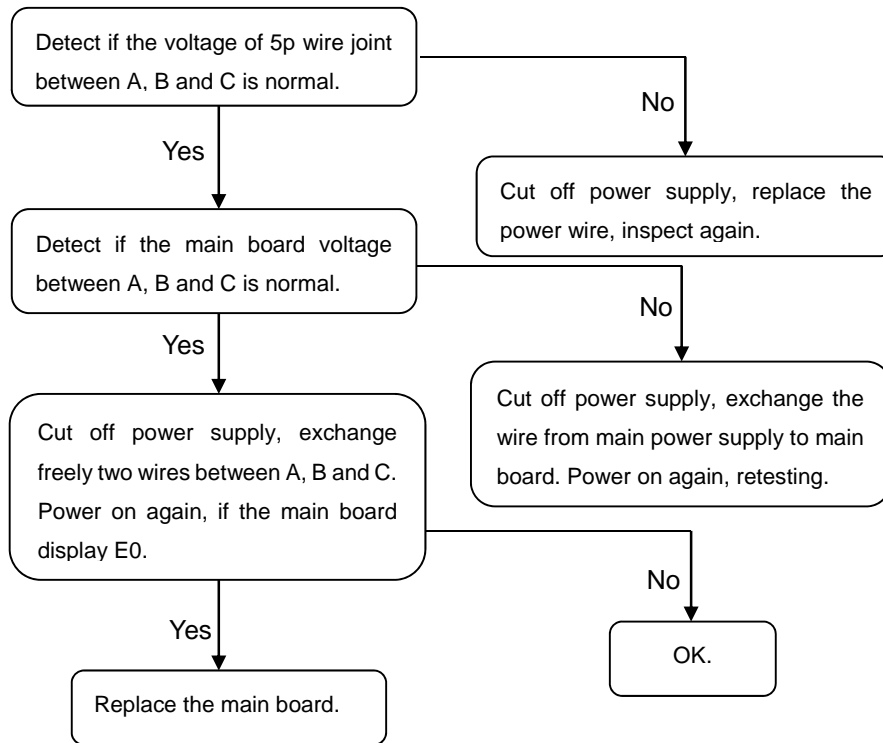 Detect if the voltage of 5p wire joint
between A, B and C is normal.
No
Yes
Cut off power supply, replace the
power wire, inspect again.
Detect if the main board voltage
between A, B and C is normal.
No
Yes
Cut off power supply, exchange the
wire from main power supply to main
board. Power on again, retesting.
Cut off power supply, exchange
freely two wires between A, B and C.
Power on again, if the main board
display E0.
No
Yes
OK.
Replace the main board.